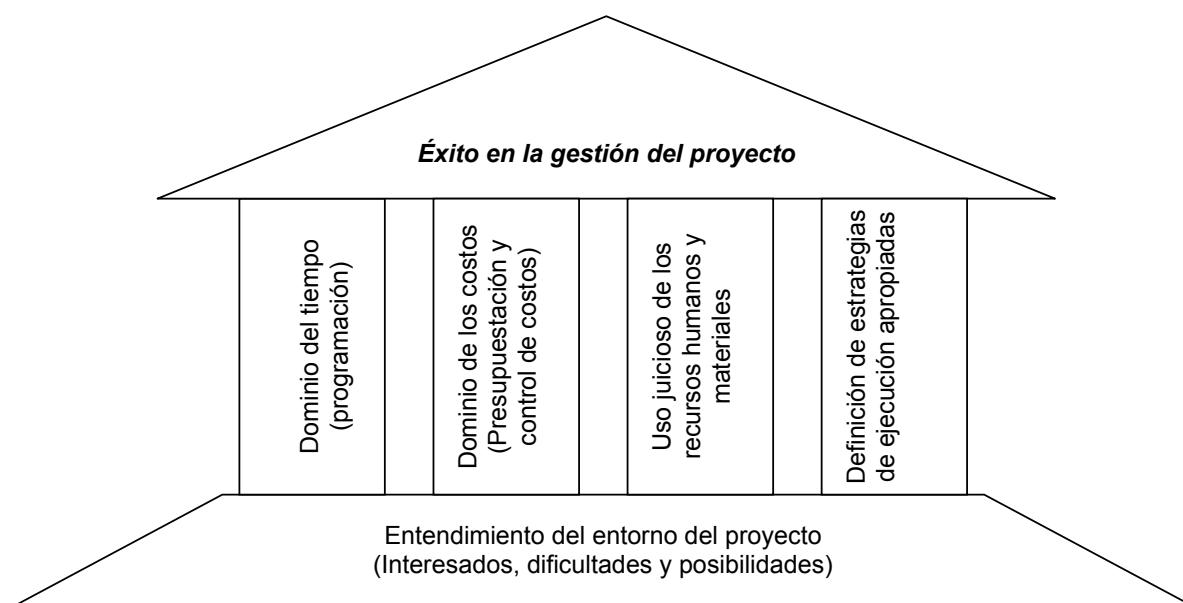 Éxito en la gestión del proyecto
Dominio del tiempo
(programación)
Dominio de los costos
(Presupuestación y
control de costos)
Uso juicioso de los
recursos humanos y
materiales
Definición de estrategias
de ejecución apropiadas
Entendimiento del entorno del proyecto
(Interesados, dificultades y posibilidades)